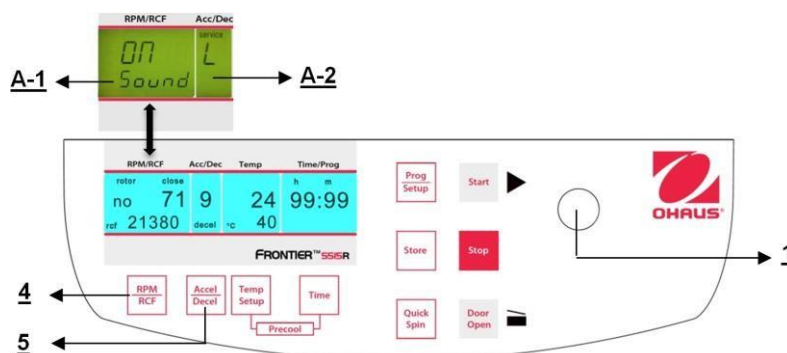 RPM/RCF Acc/Dec
service
ON L
Sound
A-1
A-2
RPM/RCF Acc/Dec Temp Time/Prog
rotor close h m
no 71 9 24 99:99
rcf 21380 decel °C 40
FRONTIER™ 5515R
Prog
Setup
Start
OHAUS®
Store
Stop
1
4
RPM
RCF
Accel
Decel
Temp
Setup
Time
Precool
5
Quick
Spin
Door
Open